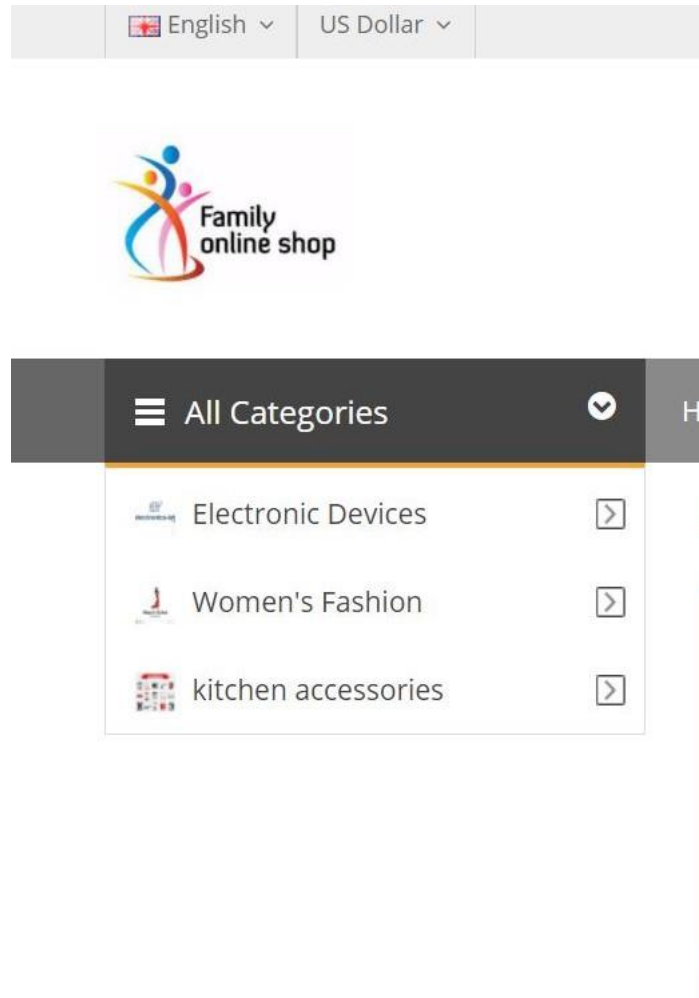 English
US Dollar
Family
online shop
All Categories
H
Electronic Devices
Women's Fashion
kitchen accessories